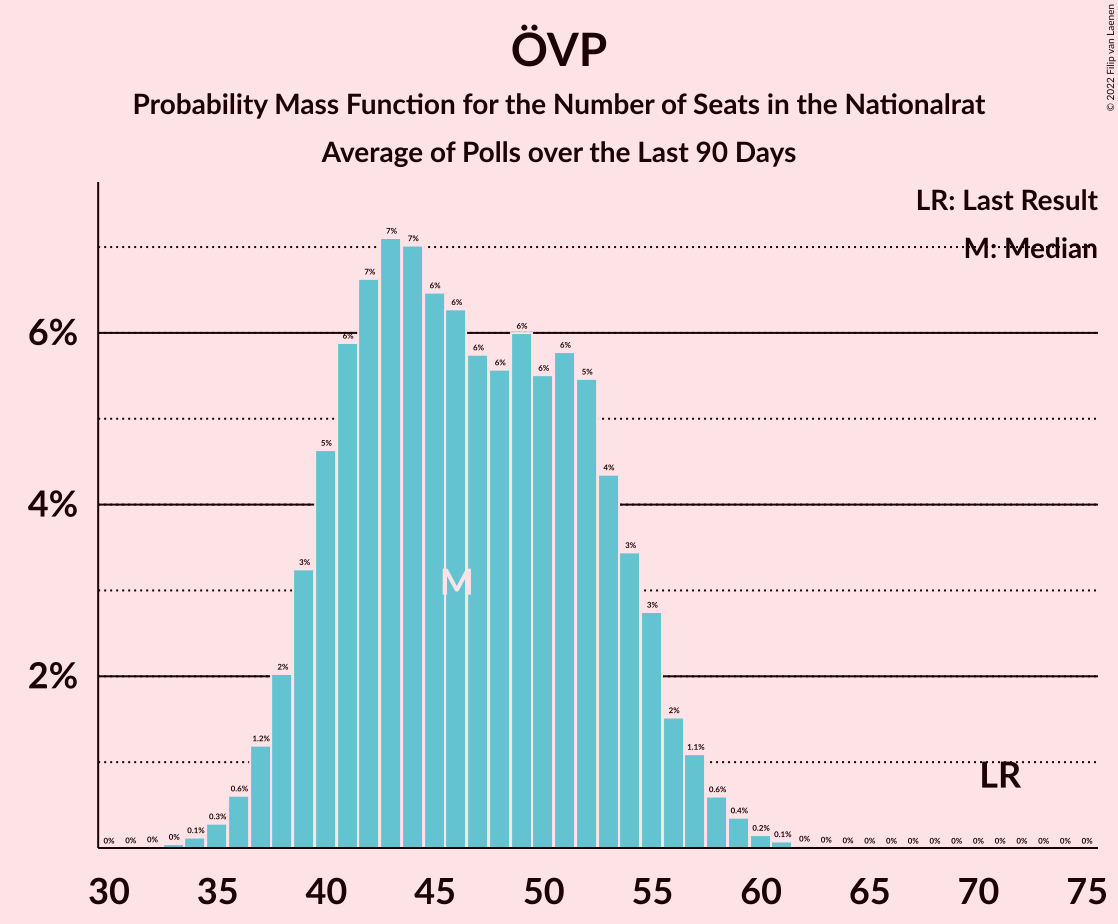 ÖVP
Probability Mass Function for the Number of Seats in the Nationalrat
Average of Polls over the Last 90 Days
© 2022 Filip van Laenen
LR: Last Result
M: Median
6%
4%
2%
0% 0% 0% 0% 0.1% 0.3% 0.6% 1.2% 2% 3% 5% 6% 7% 7% 7% 6% 6% 6% 6% 6% 6% 6% 5% 4% 3% 3% 2% 1.1% 0.6% 0.4% 0.2% 0.1% 0% 0% 0% 0% 0% 0% 0% 0% 0% 0% 0% 0% 0% 0%
M
LR
30 35 40 45 50 55 60 65 70 75